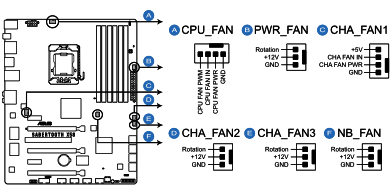 A
B
C
D
E
F
SABERTOOTH X58
A CPU_FAN
CPU FAN PWM
CPU FAN IN
CPU FAN PWR
GND
B PWR_FAN
Rotation
+12V
GND
C CHA_FAN1
+5V
CHA FAN IN
CHA FAN PWR
GND
D CHA_FAN2
Rotation
+12V
GND
E CHA_FAN3
Rotation
+12V
GND
F NB_FAN
Rotation
+12V
GND